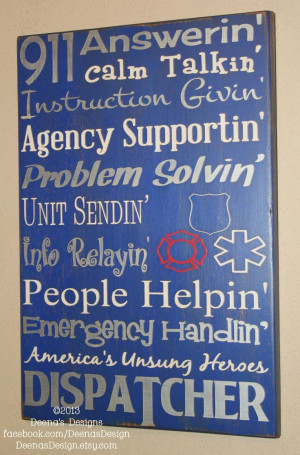 911 Answerin'
Calm Talkin'
Instruction Givin'
Agency Supportin'
Problem Solvin'
Unit Sendin'
Info Relayin'
People Helpin'
Emergency Handlin'
America's Unsung Heroes
DISPATCHER
©2013
Deena's Designs
facebook.com/DeenasDesign
DeenasDesign.etsy.com